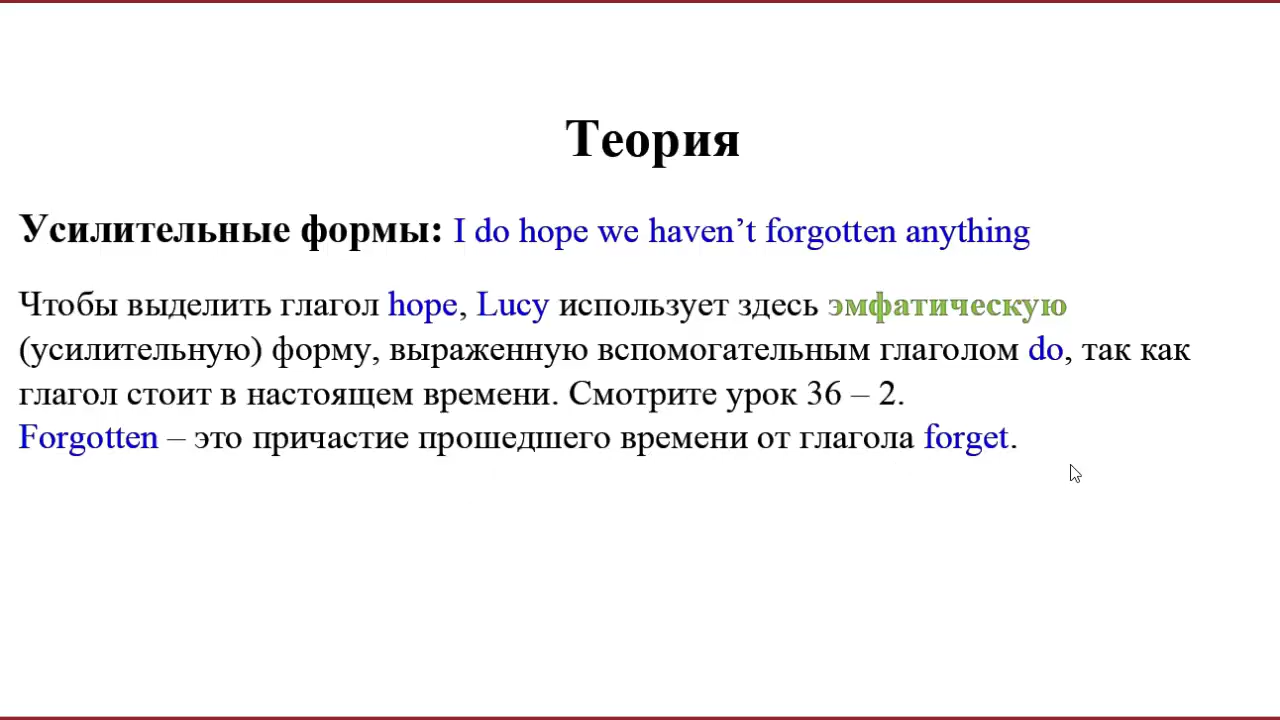 Теория
Усилительные формы: I do hope we haven’t forgotten anything
Чтобы выделить глагол hope, Lucy использует здесь эмфатическую
(усилительную) форму, выраженную вспомогательным глаголом do, так как
глагол стоит в настоящем времени. Смотрите урок 36 – 2.
Forgotten – это причастие прошедшего времени от глагола forget.